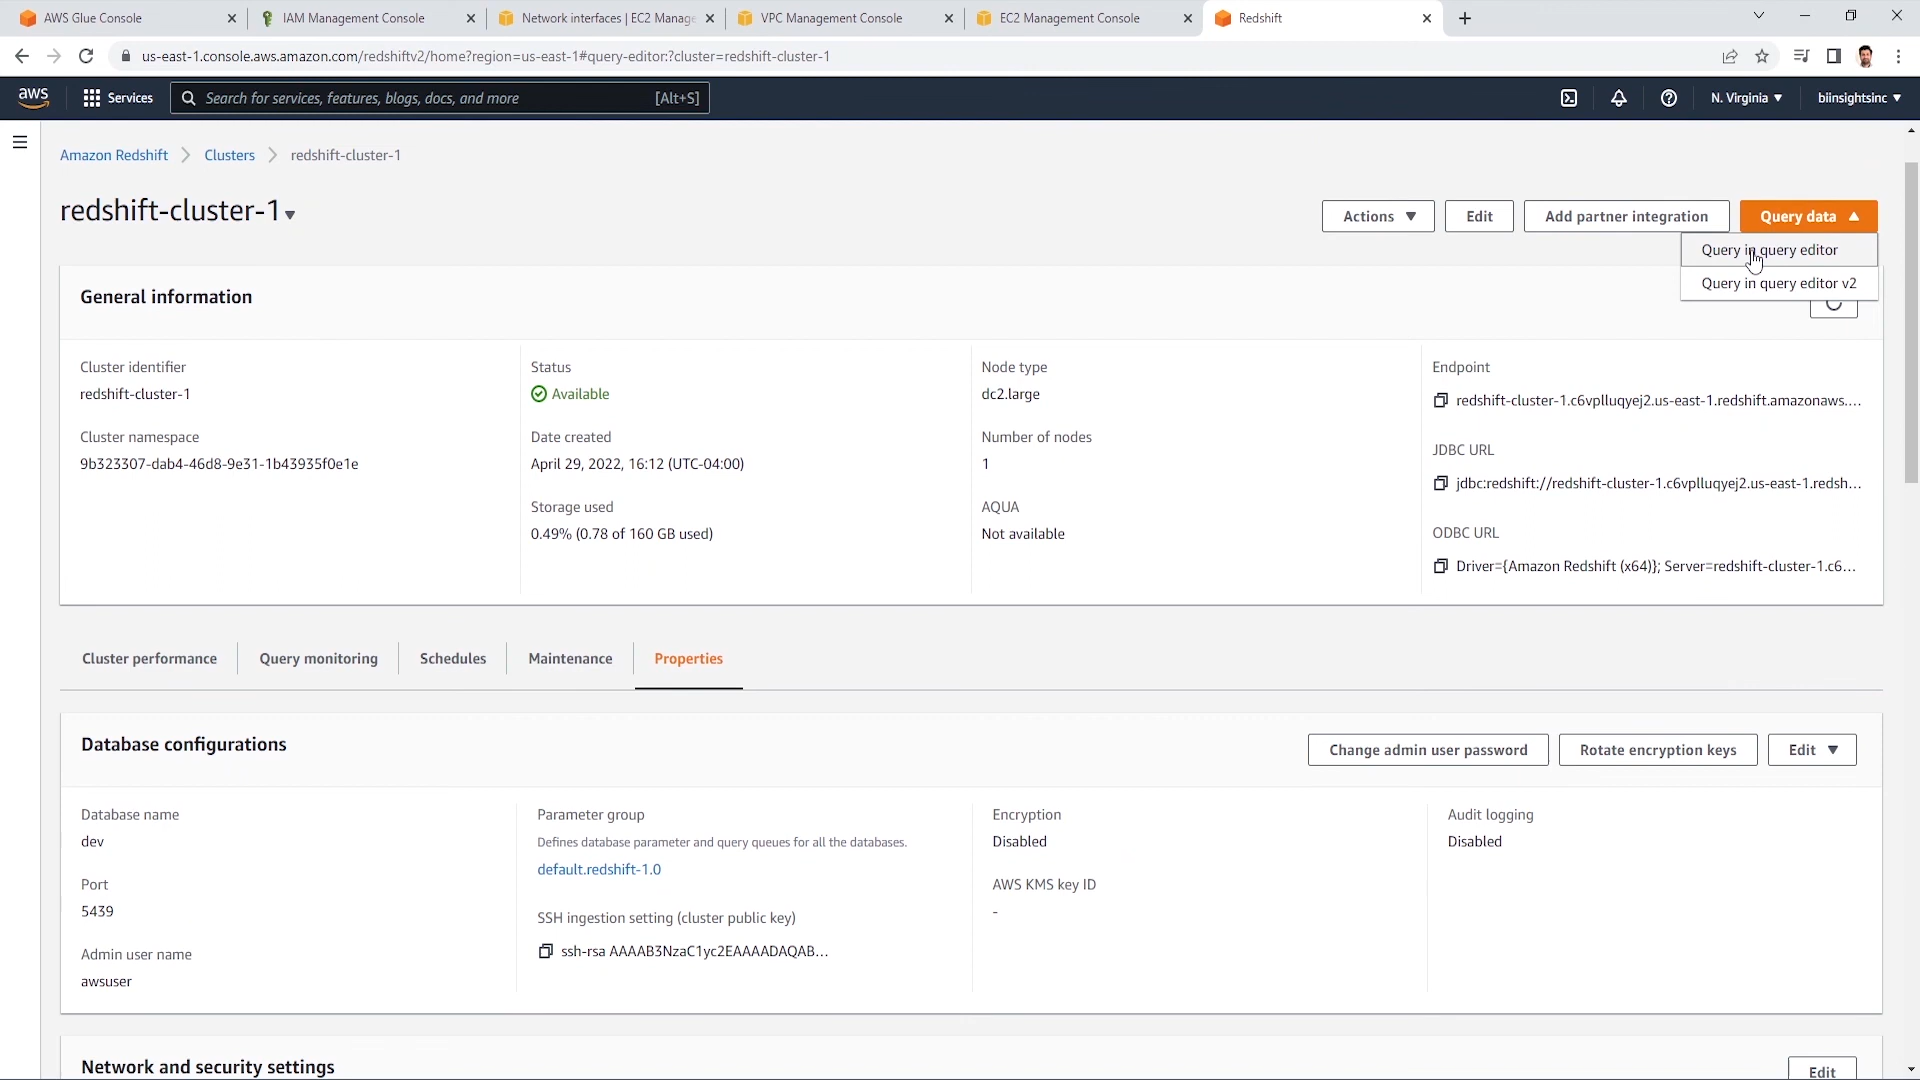 AWS Glue Console
IAM Management Console
Network interfaces | EC2 Manage
VPC Management Console
EC2 Management Console
Redshift
us-east-1.console.aws.amazon.com/redshiftv2/home?region=us-east-1#query-editor:?cluster=redshift-cluster-1
aws
Services
Search for services, features, blogs, docs, and more
[Alt+S]
N. Virginia
biinsightsinc
Amazon Redshift
Clusters
redshift-cluster-1
redshift-cluster-1
Actions
Edit
Add partner integration
Query data
Query in query editor
Query in query editor v2
General information
Cluster identifier
redshift-cluster-1
Cluster namespace
9b323307-dab4-46d8-9e31-1b43935f0e1e
Status
Available
Date created
April 29, 2022, 16:12 (UTC-04:00)
Storage used
0.49% (0.78 of 160 GB used)
Node type
dc2.large
Number of nodes
1
AQUA
Not available
Endpoint
redshift-cluster-1.c6vplluqyej2.us-east-1.redshift.amazonaws....
JDBC URL
jdbc:redshift://redshift-cluster-1.c6vplluqyej2.us-east-1.redsh...
ODBC URL
Driver={Amazon Redshift (x64)}; Server=redshift-cluster-1.c6...
Cluster performance
Query monitoring
Schedules
Maintenance
Properties
Database configurations
Change admin user password
Rotate encryption keys
Edit
Database name
dev
Port
5439
Admin user name
awsuser
Parameter group
Defines database parameter and query queues for all the databases.
default.redshift-1.0
SSH ingestion setting (cluster public key)
ssh-rsa AAAAB3NzaC1yc2EAAAADAQAB...
Encryption
Disabled
AWS KMS key ID
-
Audit logging
Disabled
Network and security settings
Edit